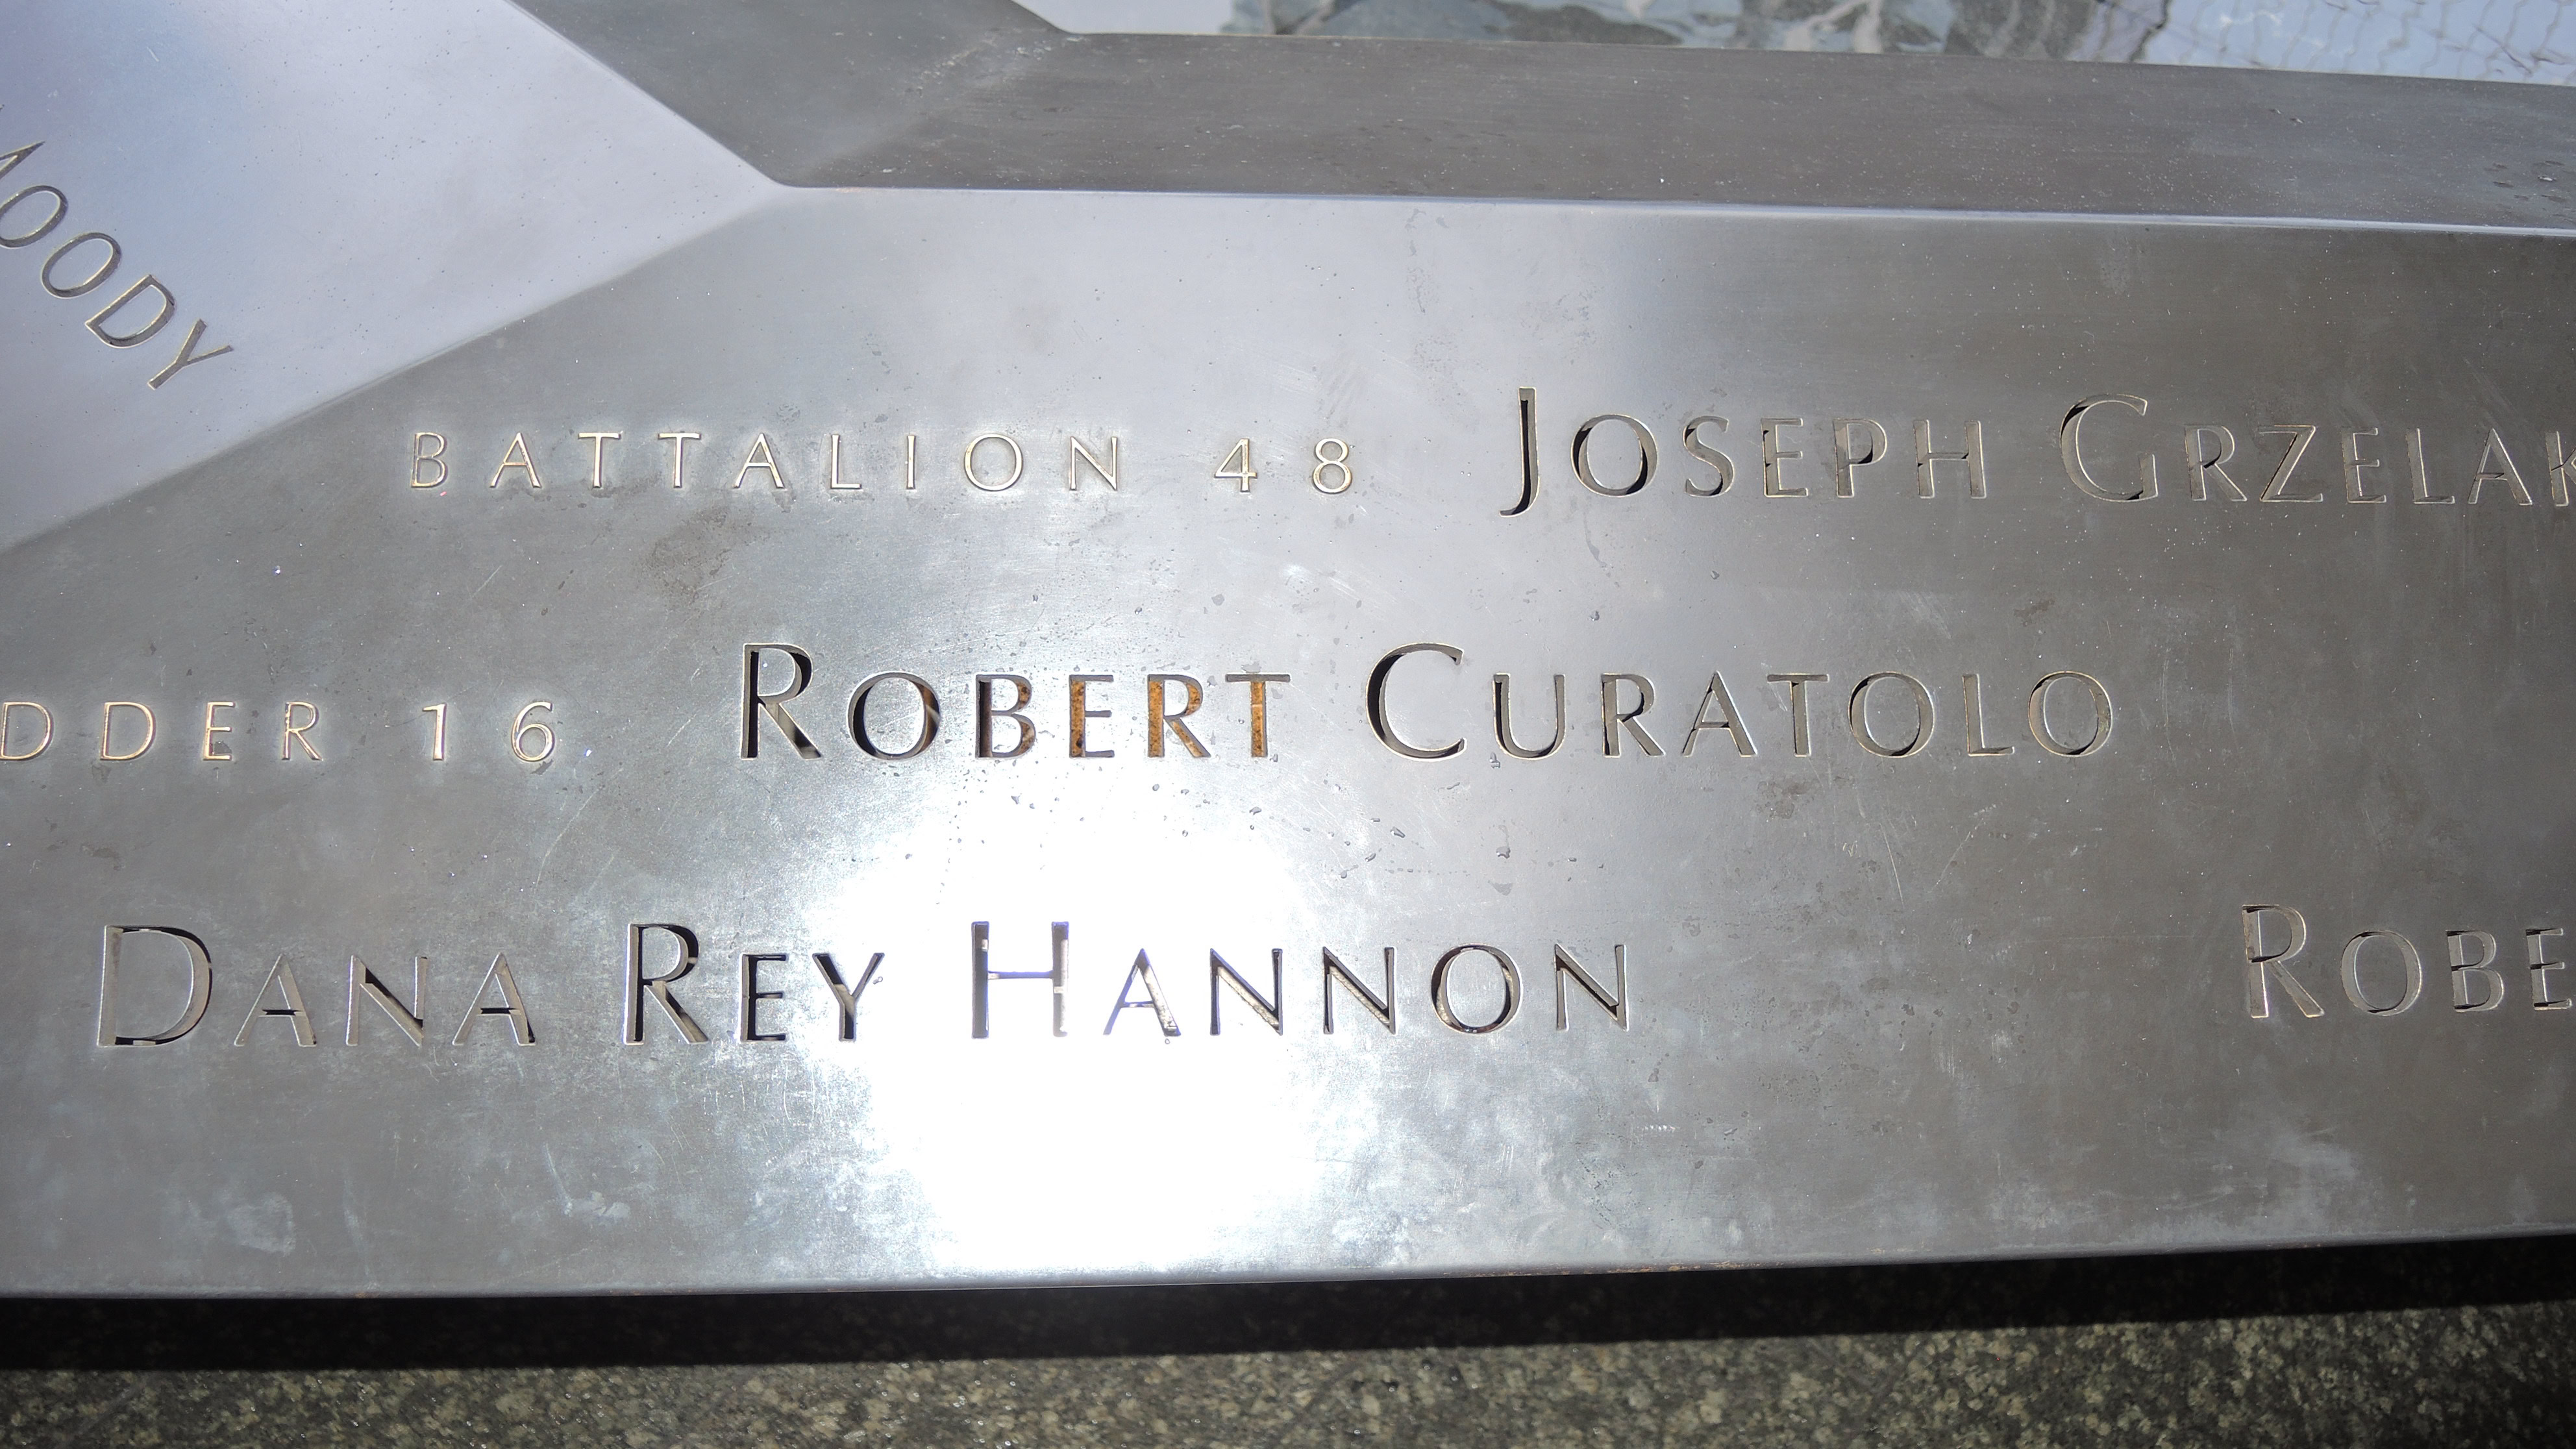 OODY
BATTALION 48 JOSEPH GRZELAK
DDER 16 ROBERT CURATOLO
DANA REY HANNON ROBE